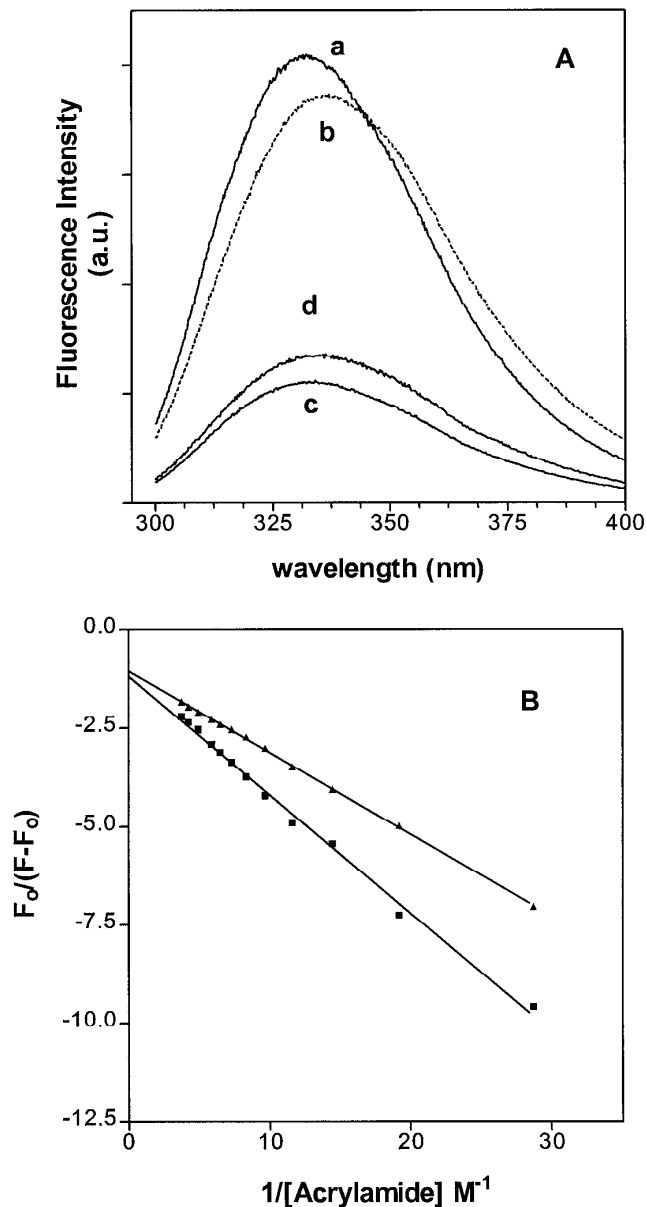 A
a
b
d
c
Fluorescence Intensity
(a.u.)
300 325 350 375 400
wavelength (nm)
B
0.0
-2.5
-5.0
-7.5
-10.0
-12.5
Fo/(F-Fo)
0 10 20 30
1/[Acrylamide] M-1